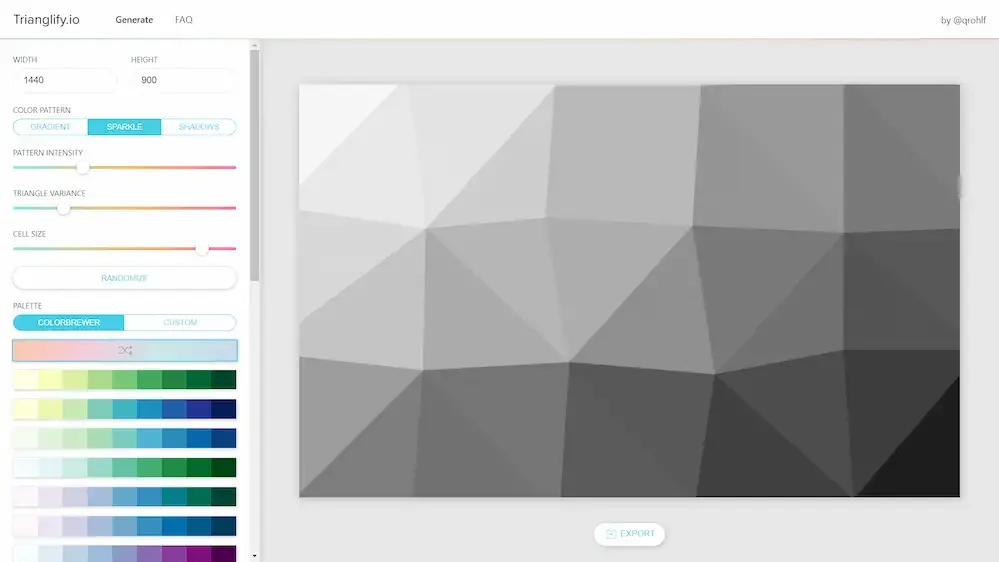 Trianglify.io Generate FAQ by @qrohlf
WIDTH HEIGHT
1440 900
COLOR PATTERN
GRADIENT SPARKLE SHADOWS
PATTERN INTENSITY
TRIANGLE VARIANCE
CELL SIZE
RANDOMIZE
PALETTE
COLORBREWER CUSTOM
EXPORT